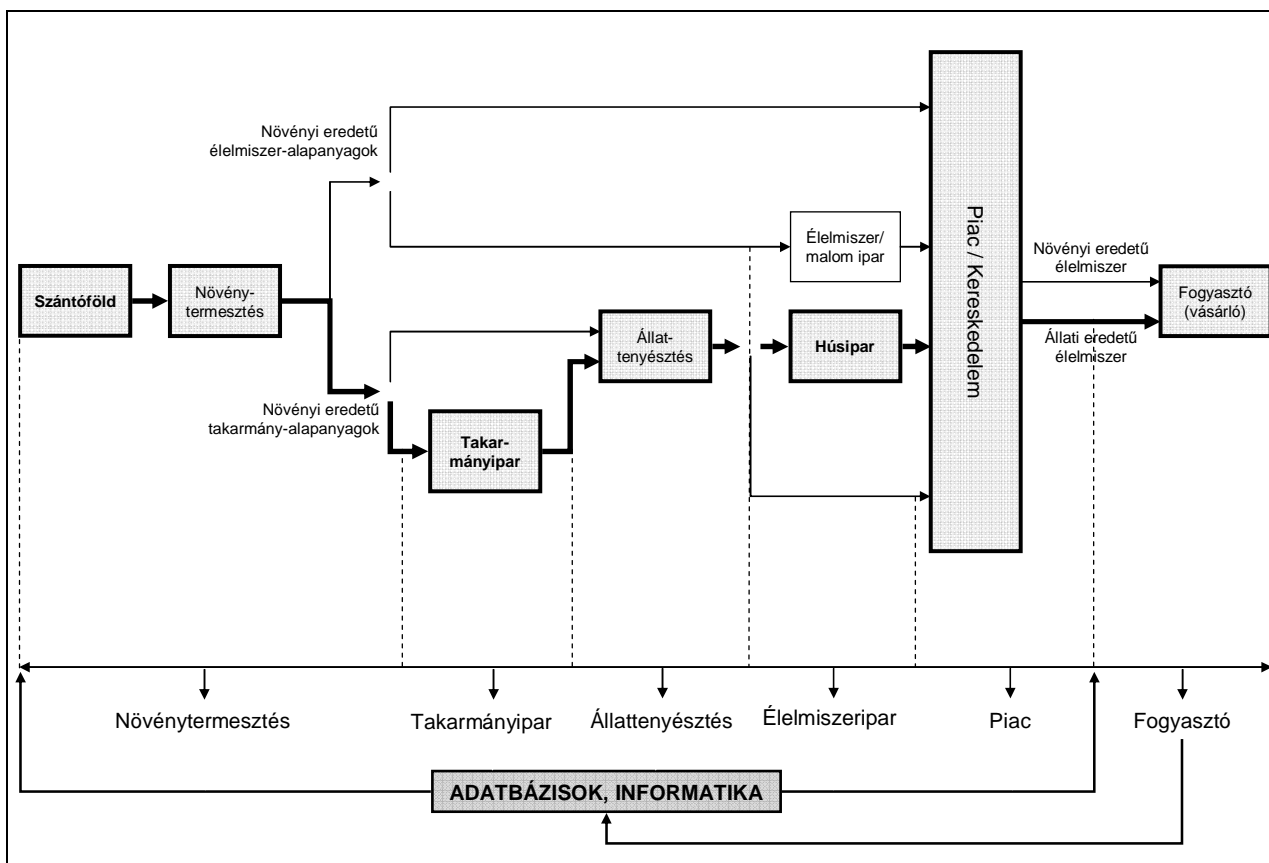 Növényi eredetű
élelmiszer-alapanyagok
Élelmiszer/
malom ipar
Piac / Kereskedelem
Növényi eredetű
élelmiszer
Szántóföld
Növény-
termesztés
Fogyasztó
(vásárló)
Állat-
tenyésztés
Húsipar
Állati eredetű
élelmiszer
Növényi eredetű
takarmány-alapanyagok
Takar-
mányipar
Növénytermesztés
Takarmányipar
Állattenyésztés
Élelmiszeripar
Piac
Fogyasztó
ADATBÁZISOK, INFORMATIKA